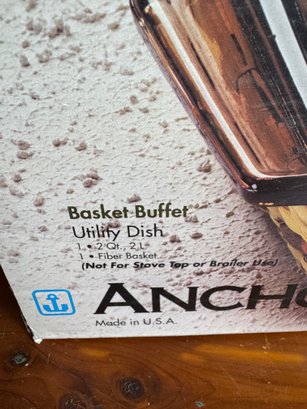 Basket Buffet
Utility Dish
1 • 2 Qt., 2 L
1 • Fiber Basket
(Not For Stove Top or Broiler Use)
ANCHO
Made in U.S.A.